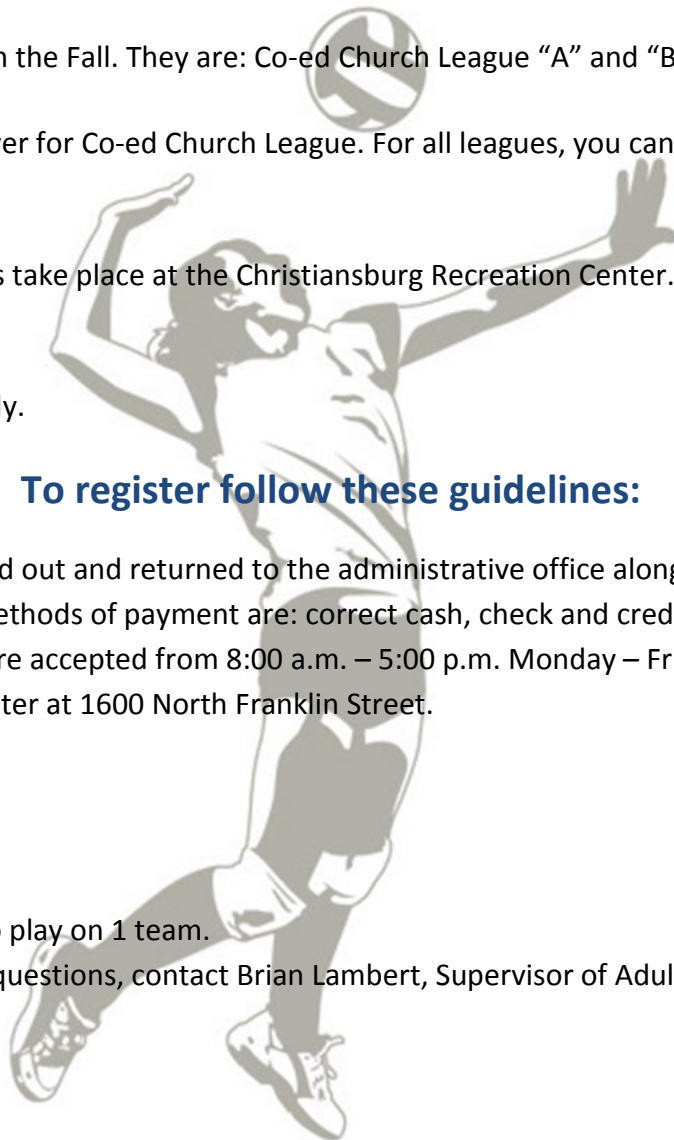 n the Fall. They are: Co-ed Church League “A” and “B
er for Co-ed Church League. For all leagues, you can
s take place at the Christiansburg Recreation Center.
ly.
To register follow these guidelines:
d out and returned to the administrative office along
ethods of payment are: correct cash, check and cred
re accepted from 8:00 a.m. – 5:00 p.m. Monday – Fr
ter at 1600 North Franklin Street.
play on 1 team.
questions, contact Brian Lambert, Supervisor of Adul